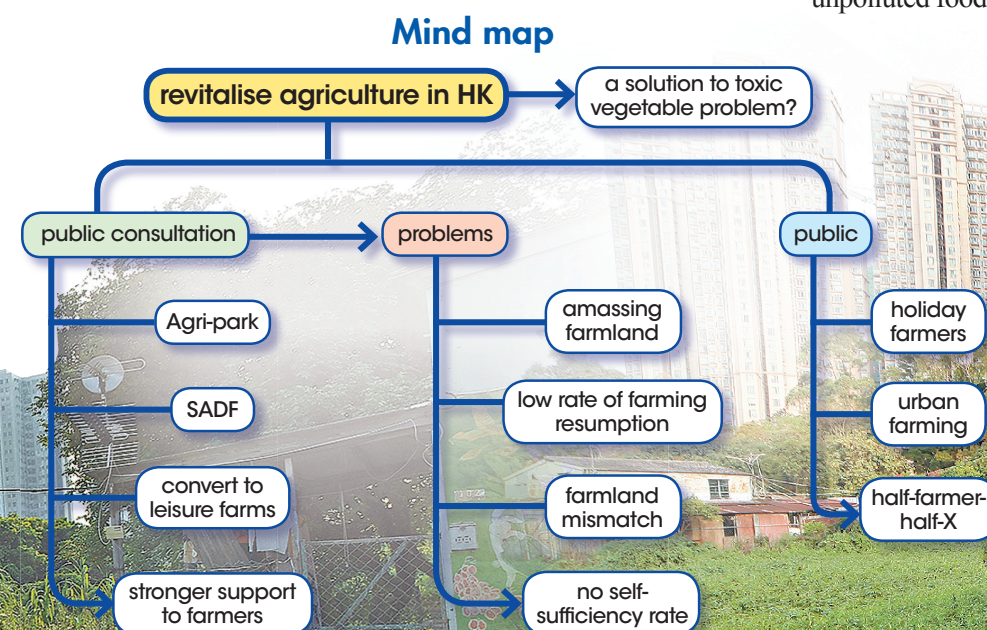 unpolluted food
Mind map
revitalise agriculture in HK
a solution to toxic
vegetable problem?
public consultation
problems
public
Agri-park
SADF
convert to
leisure farms
stronger support
to farmers
amassing
farmland
low rate of farming
resumption
farmland
mismatch
no self-
sufficiency rate
holiday
farmers
urban
farming
half-farmer-
half-X